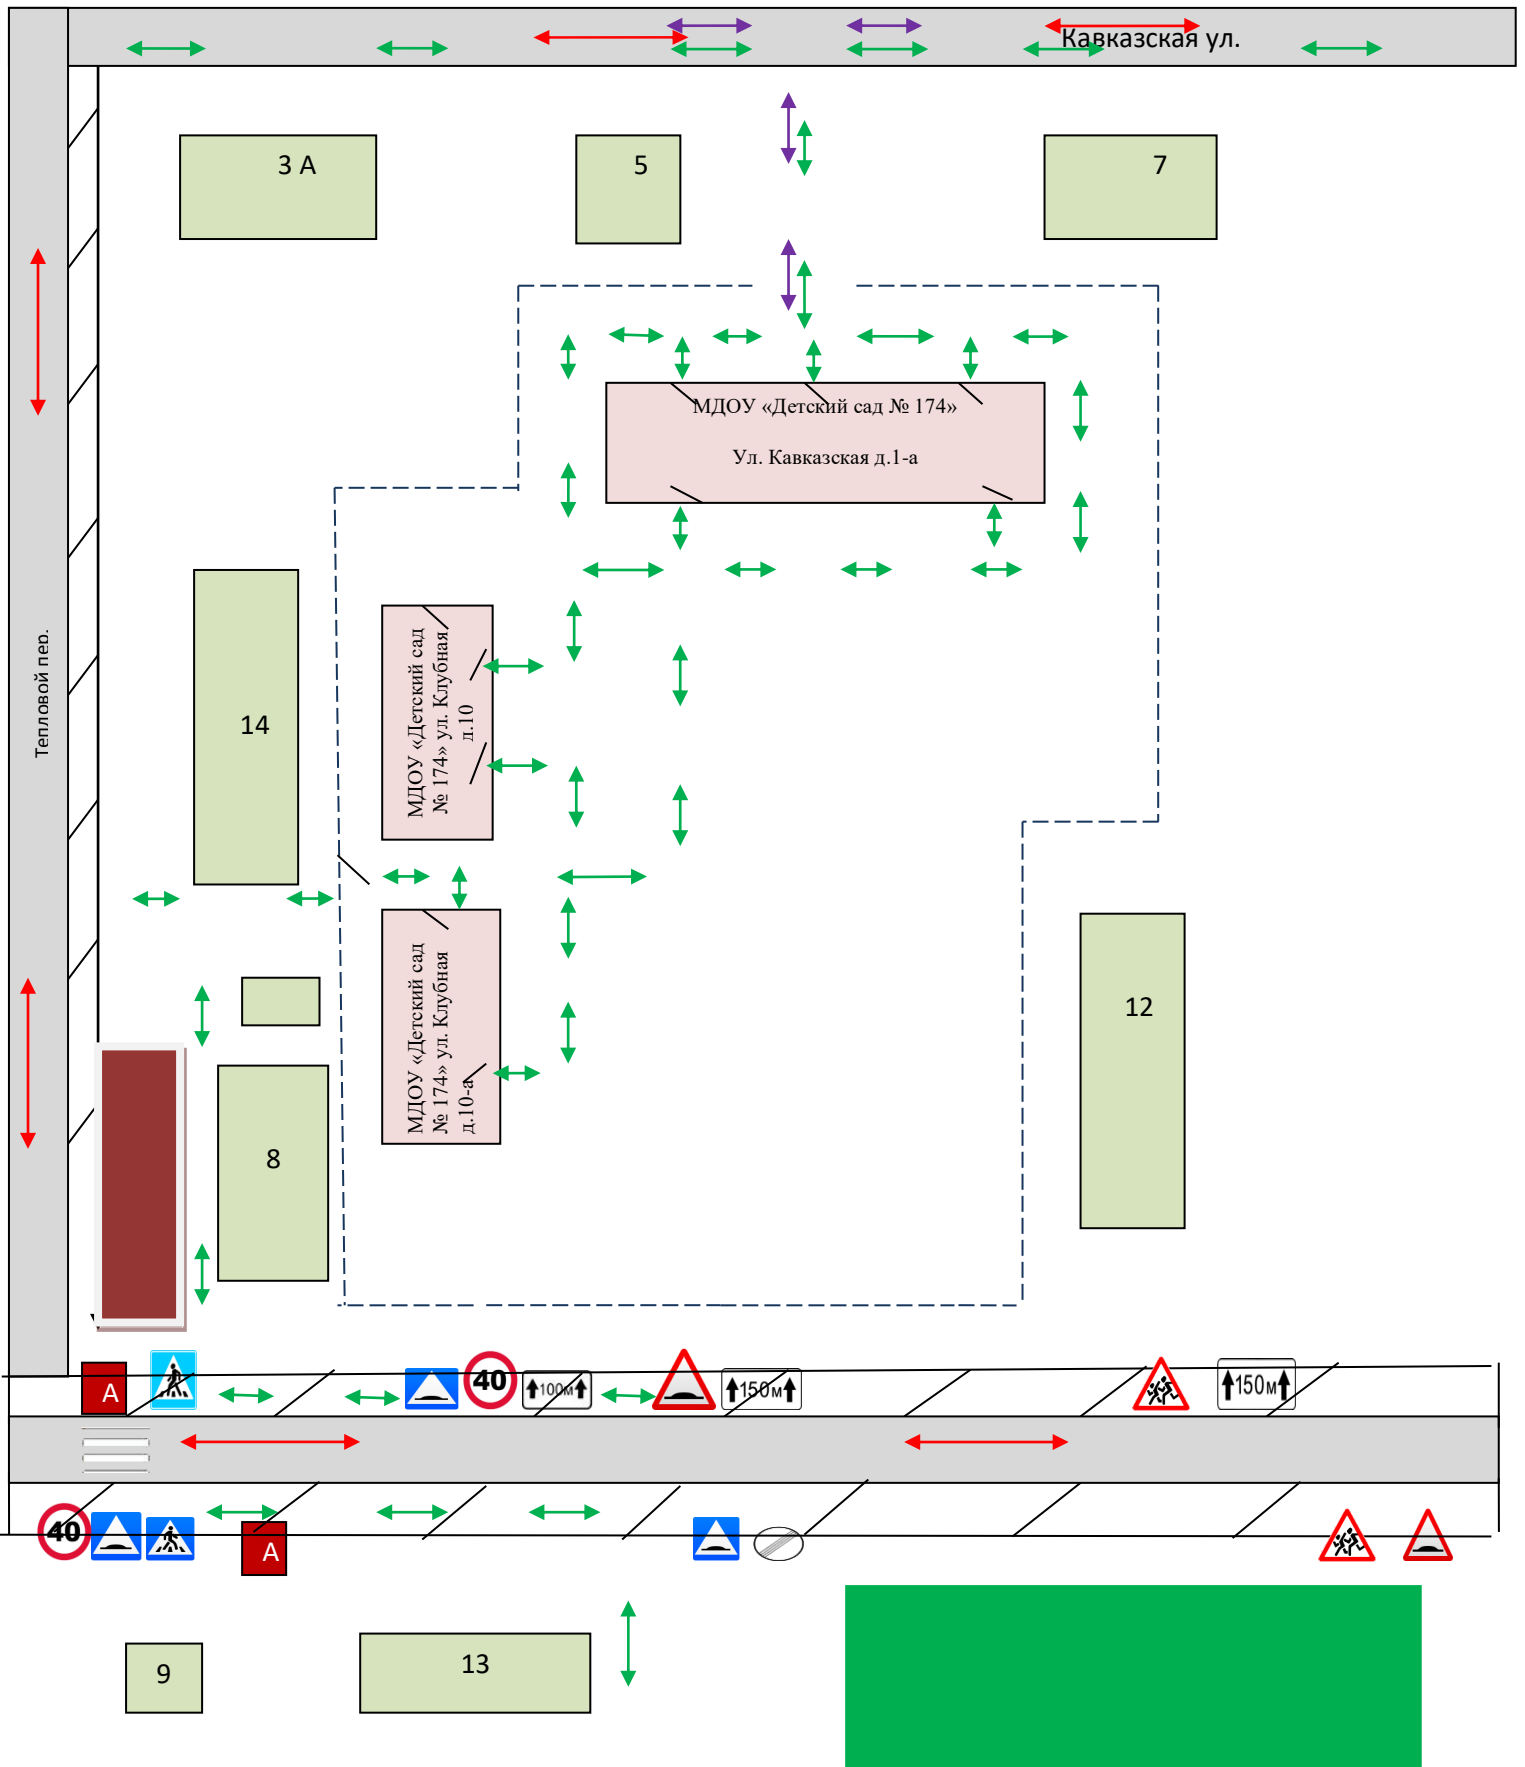 Кавказская ул.
3 А
5
7
МДОУ «Детский сад № 174»
Ул. Кавказская д.1-а
Тепловой пер.
14
МДОУ «Детский сад
№ 174» ул. Клубная
д.10
МДОУ «Детский сад
№ 174» ул. Клубная
д.10-а
12
8
А
40
100м
150м
150м
40
А
9
13